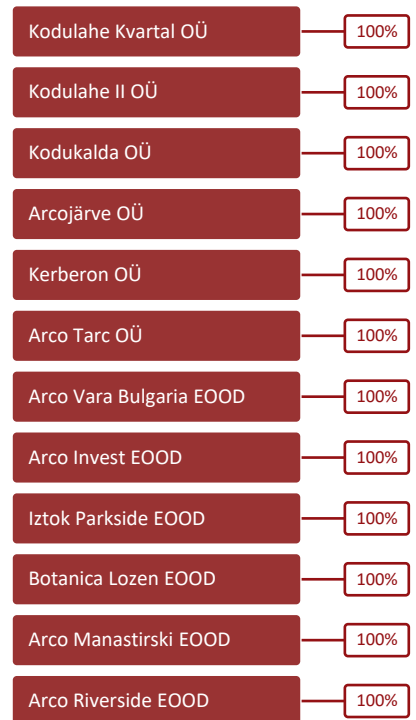 Kodulahe Kvartal OÜ 100%
Kodulahe II OÜ 100%
Kodukalda OÜ 100%
Arcojärve OÜ 100%
Kerberon OÜ 100%
Arco Tarc OÜ 100%
Arco Vara Bulgaria EOOD 100%
Arco Invest EOOD 100%
Iztok Parkside EOOD 100%
Botanica Lozen EOOD 100%
Arco Manastirski EOOD 100%
Arco Riverside EOOD 100%